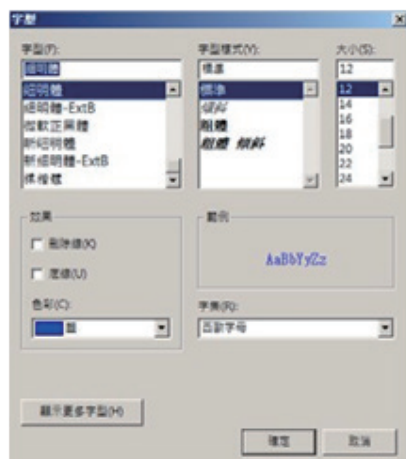 字型
字型(F):
細明體
細明體
細明體-ExtB
微軟正黑體
新細明體
新細明體-ExtB
標楷體
字型樣式(Y):
標準
標準
傾斜
粗體
粗體 傾斜
大小(S):
12
12
14
16
18
20
22
24
效果
刪除線(K)
底線(U)
色彩(C):
藍
範例
AaBbYyZz
字集(R):
西歐字母
顯示更多字型(H)
確定
取消